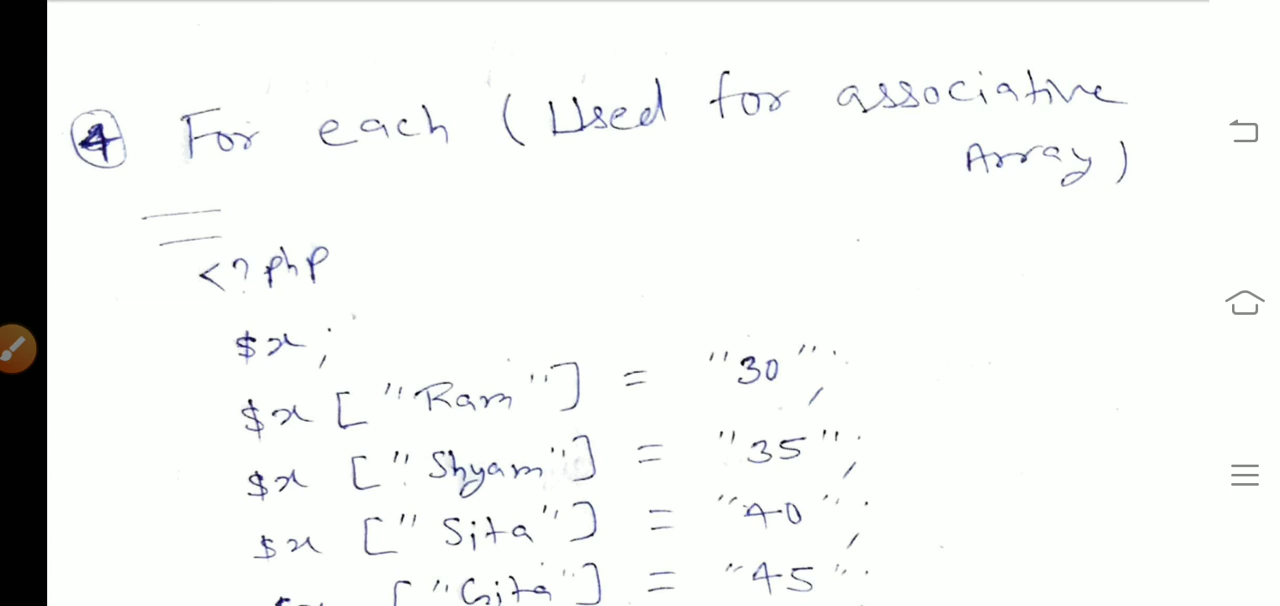 ④ For each (Used for associative
Array)
<?php
$x;
$x ["Ram"] = "30";
$x ["Shyam"] = "35";
$x ["Sita"] = "40";
$x ["Gita"] = "45";